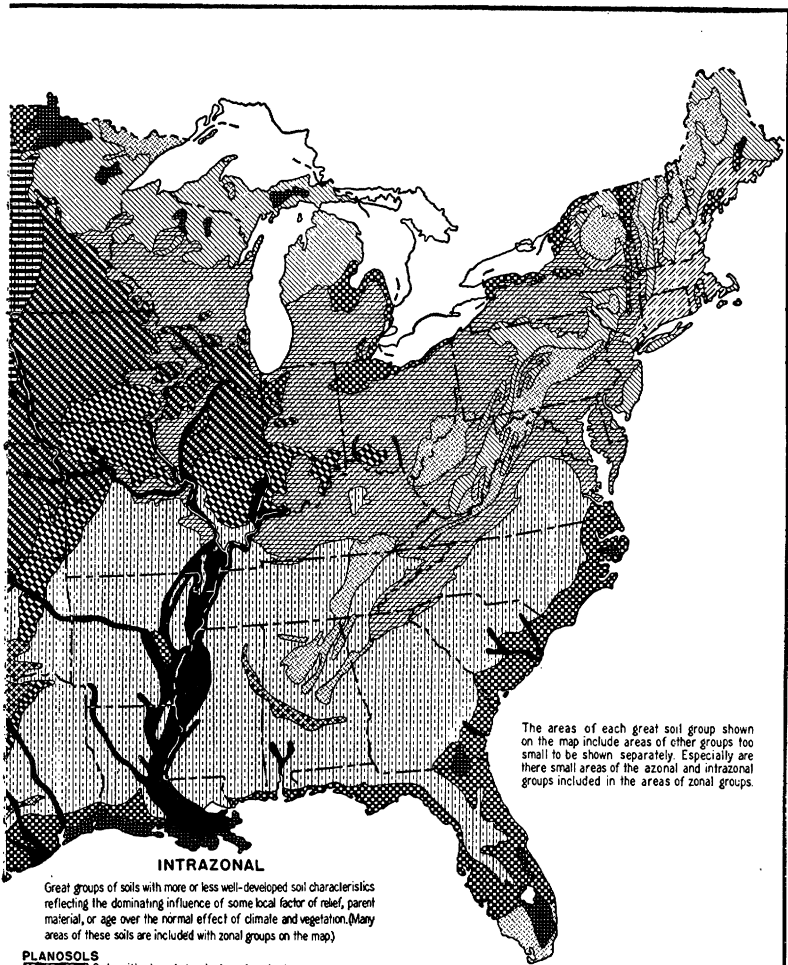 The areas of each great soil group shown
on the map include areas of other groups too
small to be shown separately. Especially are
there small areas of the azonal and intrazonal
groups included in the areas of zonal groups.
INTRAZONAL
Great groups of soils with more or less well-developed soil characteristics
reflecting the dominating influence of some local factor of relief, parent
material, or age over the normal effect of climate and vegetation.(Many
areas of these soils are included with zonal groups on the map.)
PLANOSOLS